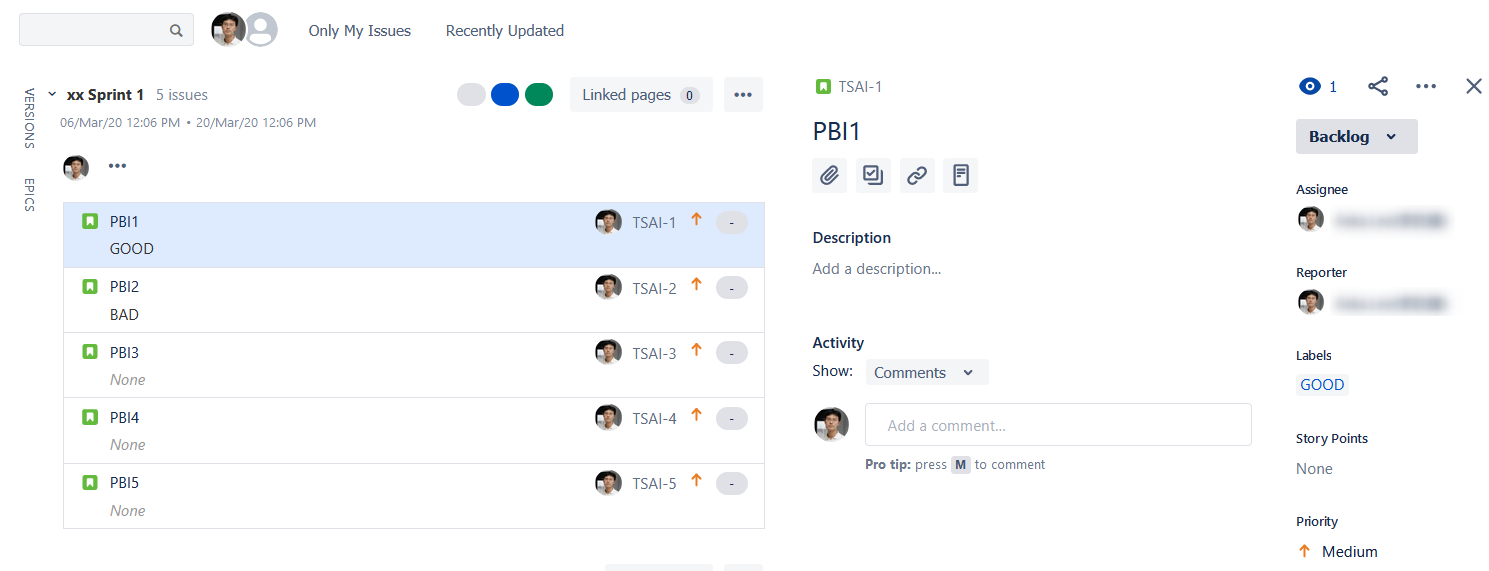 Only My Issues Recently Updated
VERSIONS
EPICS
xx Sprint 1 5 issues
Linked pages 0
06/Mar/20 12:06 PM • 20/Mar/20 12:06 PM
PBI1 TSAI-1 -
GOOD
PBI2 TSAI-2 -
BAD
PBI3 TSAI-3 -
None
PBI4 TSAI-4 -
None
PBI5 TSAI-5 -
None
TSAI-1
PBI1
Description
Add a description...
Activity
Show: Comments
Add a comment...
Pro tip: press M to comment
1
Backlog
Assignee
Reporter
Labels
GOOD
Story Points
None
Priority
Medium